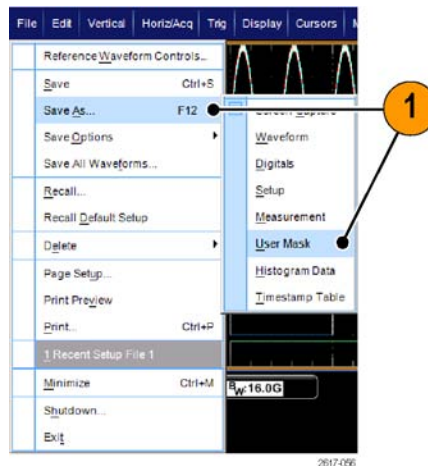 File Edit Vertical Horiz/Acq Trig Display Cursors
Reference Waveform Controls...
Save Ctrl+S
Save As... F12
Save Options
Save All Waveforms...
Recall...
Recall Default Setup
Delete
Page Setup...
Print Preview
Print... Ctrl+P
1 Recent Setup File 1
Minimize Ctrl+M
Shutdown...
Exit
Screen Capture
Waveform
Digitals
Setup
Measurement
User Mask
Histogram Data
Timestamp Table
1
BW:16.0G
2617-056